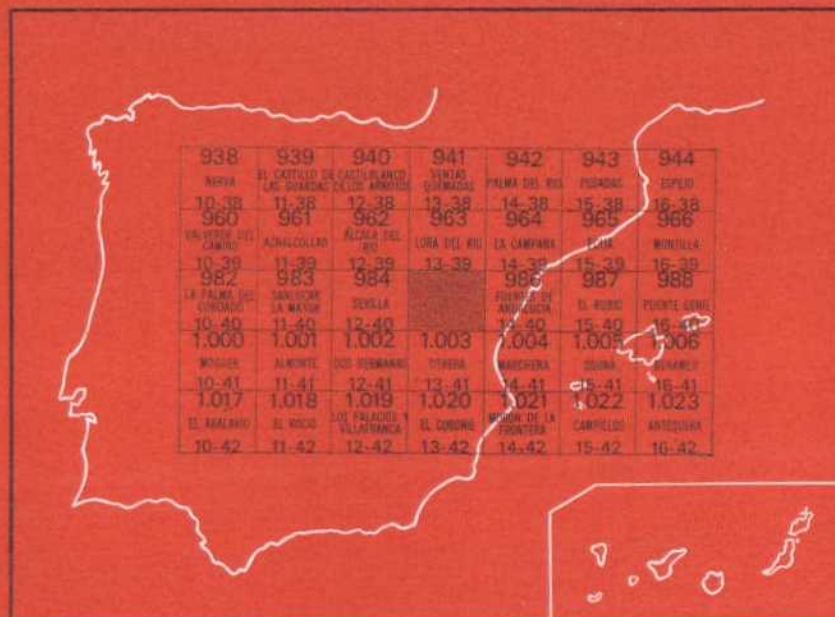 938 939 940 941 942 943 944
NERVA EL CASTILLO DE LAS GUARDAS CASTILBLANCO DE LOS ARROYOS VENTAS QUEMADAS PALMA DEL RIO POSADAS ESPEJO
10-38 11-38 12-38 13-38 14-38 15-38 16-38
960 961 962 963 964 965 966
VALVERDE DEL CAMINO AZNALCOLLAR ALCALA DEL RIO LORA DEL RIO LA CAMPANA ECIJA MONTILLA
10-39 11-39 12-39 13-39 14-39 15-39 16-39
982 983 984 986 987 988
LA PALMA DEL CONDADO SANLUCAR LA MAYOR SEVILLA FUENTES DE ANDALUCIA EL RUBIO PUENTE GENIL
10-40 11-40 12-40 14-40 15-40 16-40
1.000 1.001 1.002 1.003 1.004 1.005 1.006
MOGUER ALMONTE DOS HERMANAS UTRERA MARCHENA OSUNA BENAMEJI
10-41 11-41 12-41 13-41 14-41 15-41 16-41
1.017 1.018 1.019 1.020 1.021 1.022 1.023
EL ABALARIO EL ROCIO LOS PALACIOS Y VILLAFRANCA EL CORONIL MORON DE LA FRONTERA CAMPILLOS ANTEQUERA
10-42 11-42 12-42 13-42 14-42 15-42 16-42